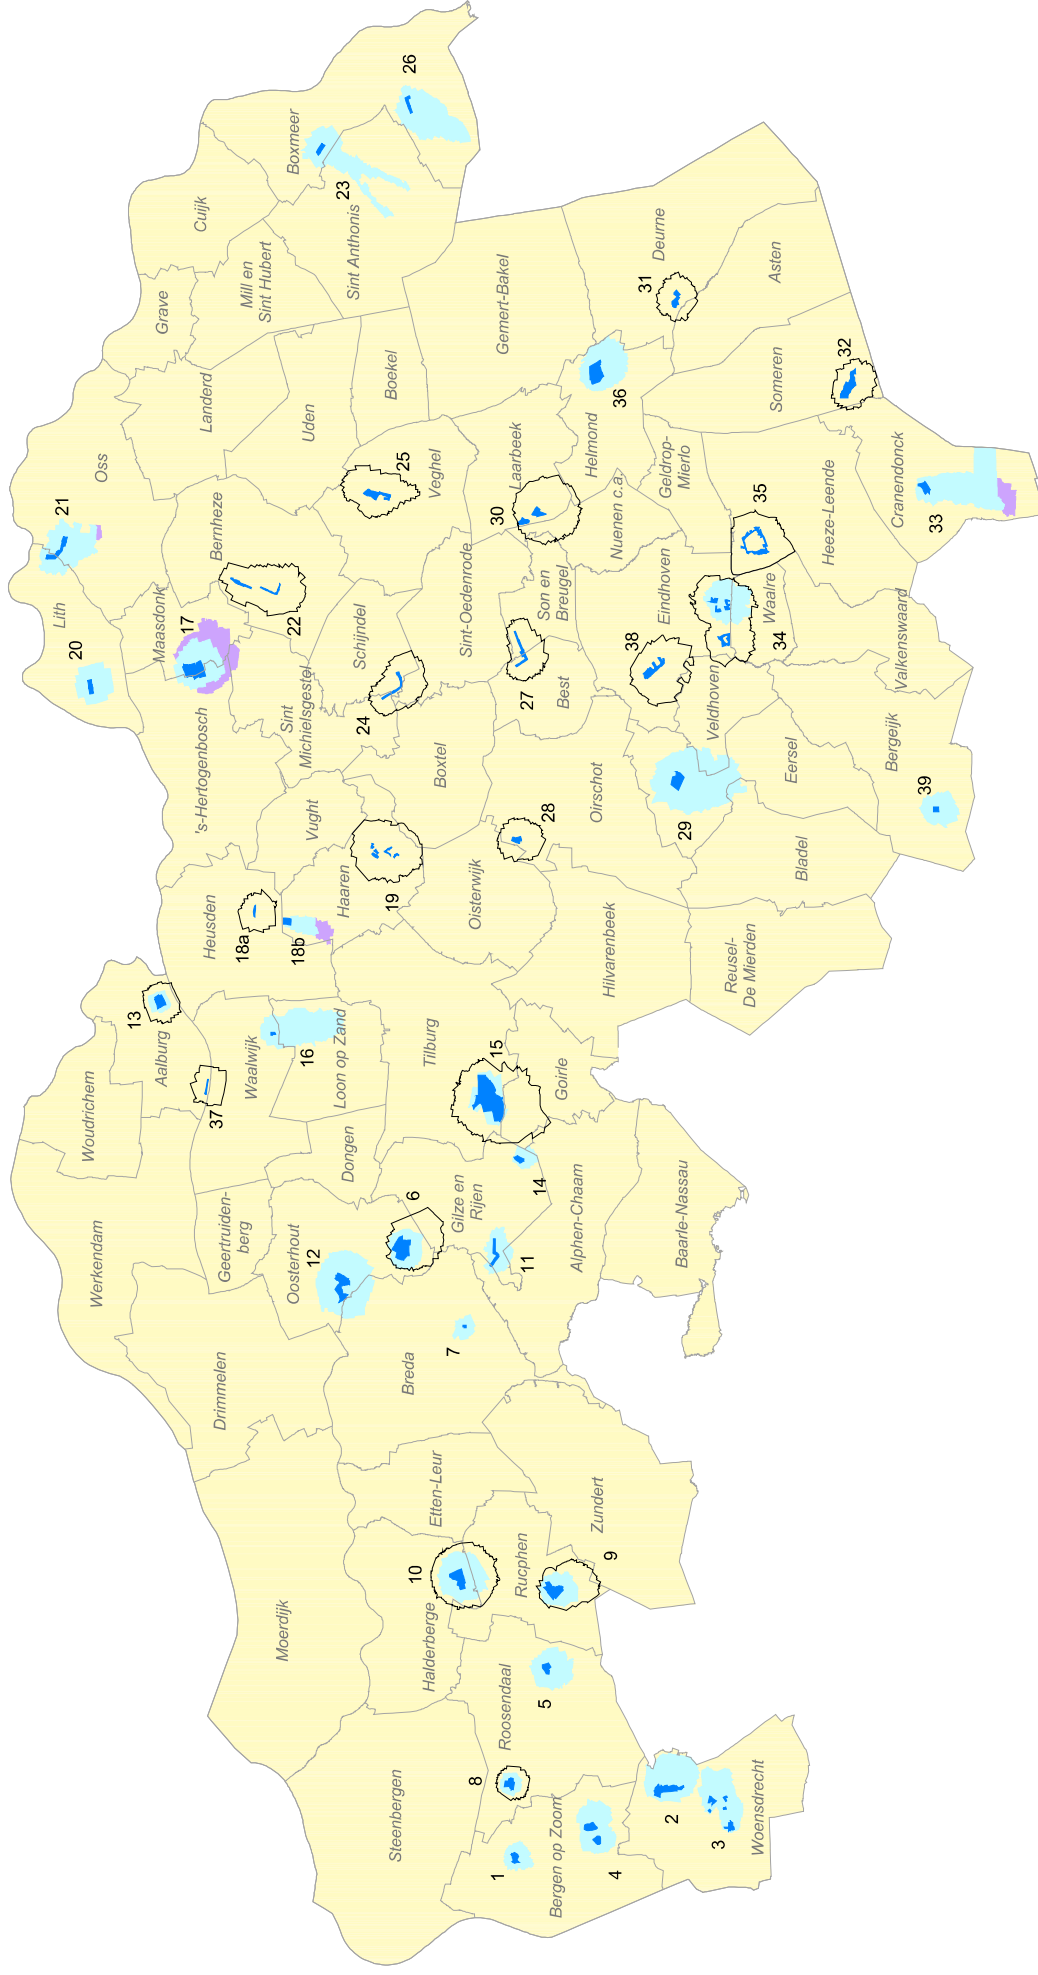 Werkendam
Woudrichem
Aalburg
13
37
Heusden
18a
18b
Waalwijk
16
Loon op Zand
Geertruiden-
berg
Drimmelen
Oosterhout
12
Dongen
6
Gilze en
Rijen
Tilburg
15
Goirle
14
11
Alphen-Chaam
Baarle-Nassau
Breda
7
Moerdijk
Etten-Leur
Zundert
Halderberge
10
Rucphen
9
Roosendaal
5
8
Steenbergen
Bergen op Zoom
1
4
2
3
Woensdrecht
Lith
20
21
Oss
Maasdonk
17
's-Hertogenbosch
Bernheze
22
Landerd
Grave
Cuijk
Mill en
Sint Hubert
Boxmeer
26
23
Sint Anthonis
Uden
Boekel
Veghel
25
Schijndel
24
Sint
Michielsgestel
Vught
Haaren
19
Boxtel
Sint-Oedenrode
Oisterwijk
28
Oirschot
Best
27
Son en
Breugel
Laarbeek
30
Gemert-Bakel
Helmond
36
Deurne
31
Asten
Someren
32
Geldrop-
Mierlo
Nuenen c.a.
Eindhoven
38
Veldhoven
34
Waalre
35
Heeze-Leende
Cranendonck
33
Valkenswaard
Bergeijk
39
Eersel
29
Bladel
Hilvarenbeek
Reusel-
De Mierden